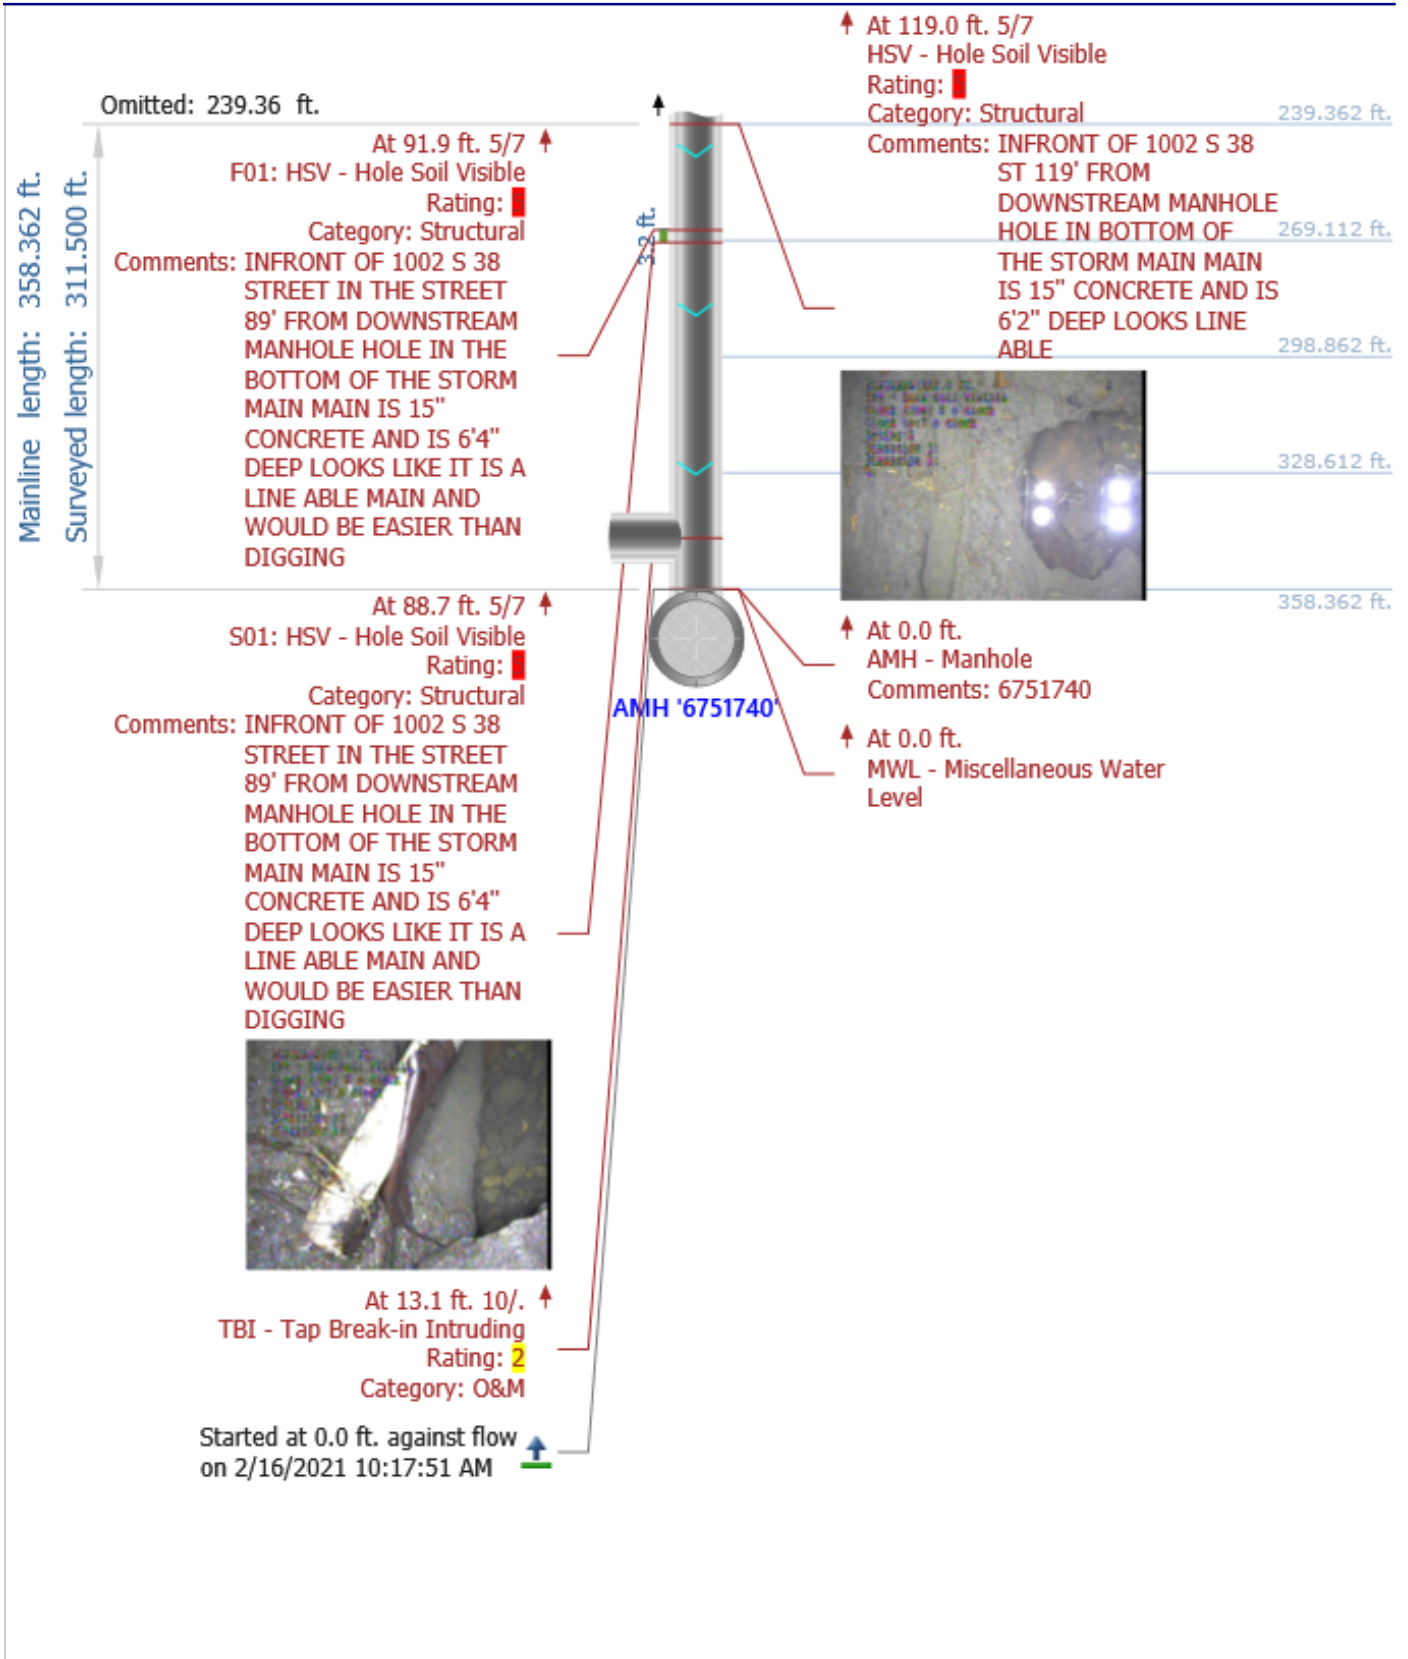 Omitted: 239.36 ft.
Mainline length: 358.362 ft.
Surveyed length: 311.500 ft.
At 91.9 ft. 5/7
F01: HSV - Hole Soil Visible
Rating:
Category: Structural
Comments: INFRONT OF 1002 S 38
STREET IN THE STREET
89' FROM DOWNSTREAM
MANHOLE HOLE IN THE
BOTTOM OF THE STORM
MAIN MAIN IS 15"
CONCRETE AND IS 6'4"
DEEP LOOKS LIKE IT IS A
LINE ABLE MAIN AND
WOULD BE EASIER THAN
DIGGING
At 88.7 ft. 5/7
S01: HSV - Hole Soil Visible
Rating:
Category: Structural
Comments: INFRONT OF 1002 S 38
STREET IN THE STREET
89' FROM DOWNSTREAM
MANHOLE HOLE IN THE
BOTTOM OF THE STORM
MAIN MAIN IS 15"
CONCRETE AND IS 6'4"
DEEP LOOKS LIKE IT IS A
LINE ABLE MAIN AND
WOULD BE EASIER THAN
DIGGING
At 13.1 ft. 10/.
TBI - Tap Break-in Intruding
Rating: 2
Category: O&M
Started at 0.0 ft. against flow
on 2/16/2021 10:17:51 AM
3.2 ft.
AMH '6751740'
At 119.0 ft. 5/7
HSV - Hole Soil Visible
Rating:
Category: Structural
Comments: INFRONT OF 1002 S 38
ST 119' FROM
DOWNSTREAM MANHOLE
HOLE IN BOTTOM OF
THE STORM MAIN MAIN
IS 15" CONCRETE AND IS
6'2" DEEP LOOKS LINE
ABLE
239.362 ft.
269.112 ft.
298.862 ft.
328.612 ft.
358.362 ft.
At 0.0 ft.
AMH - Manhole
Comments: 6751740
At 0.0 ft.
MWL - Miscellaneous Water
Level